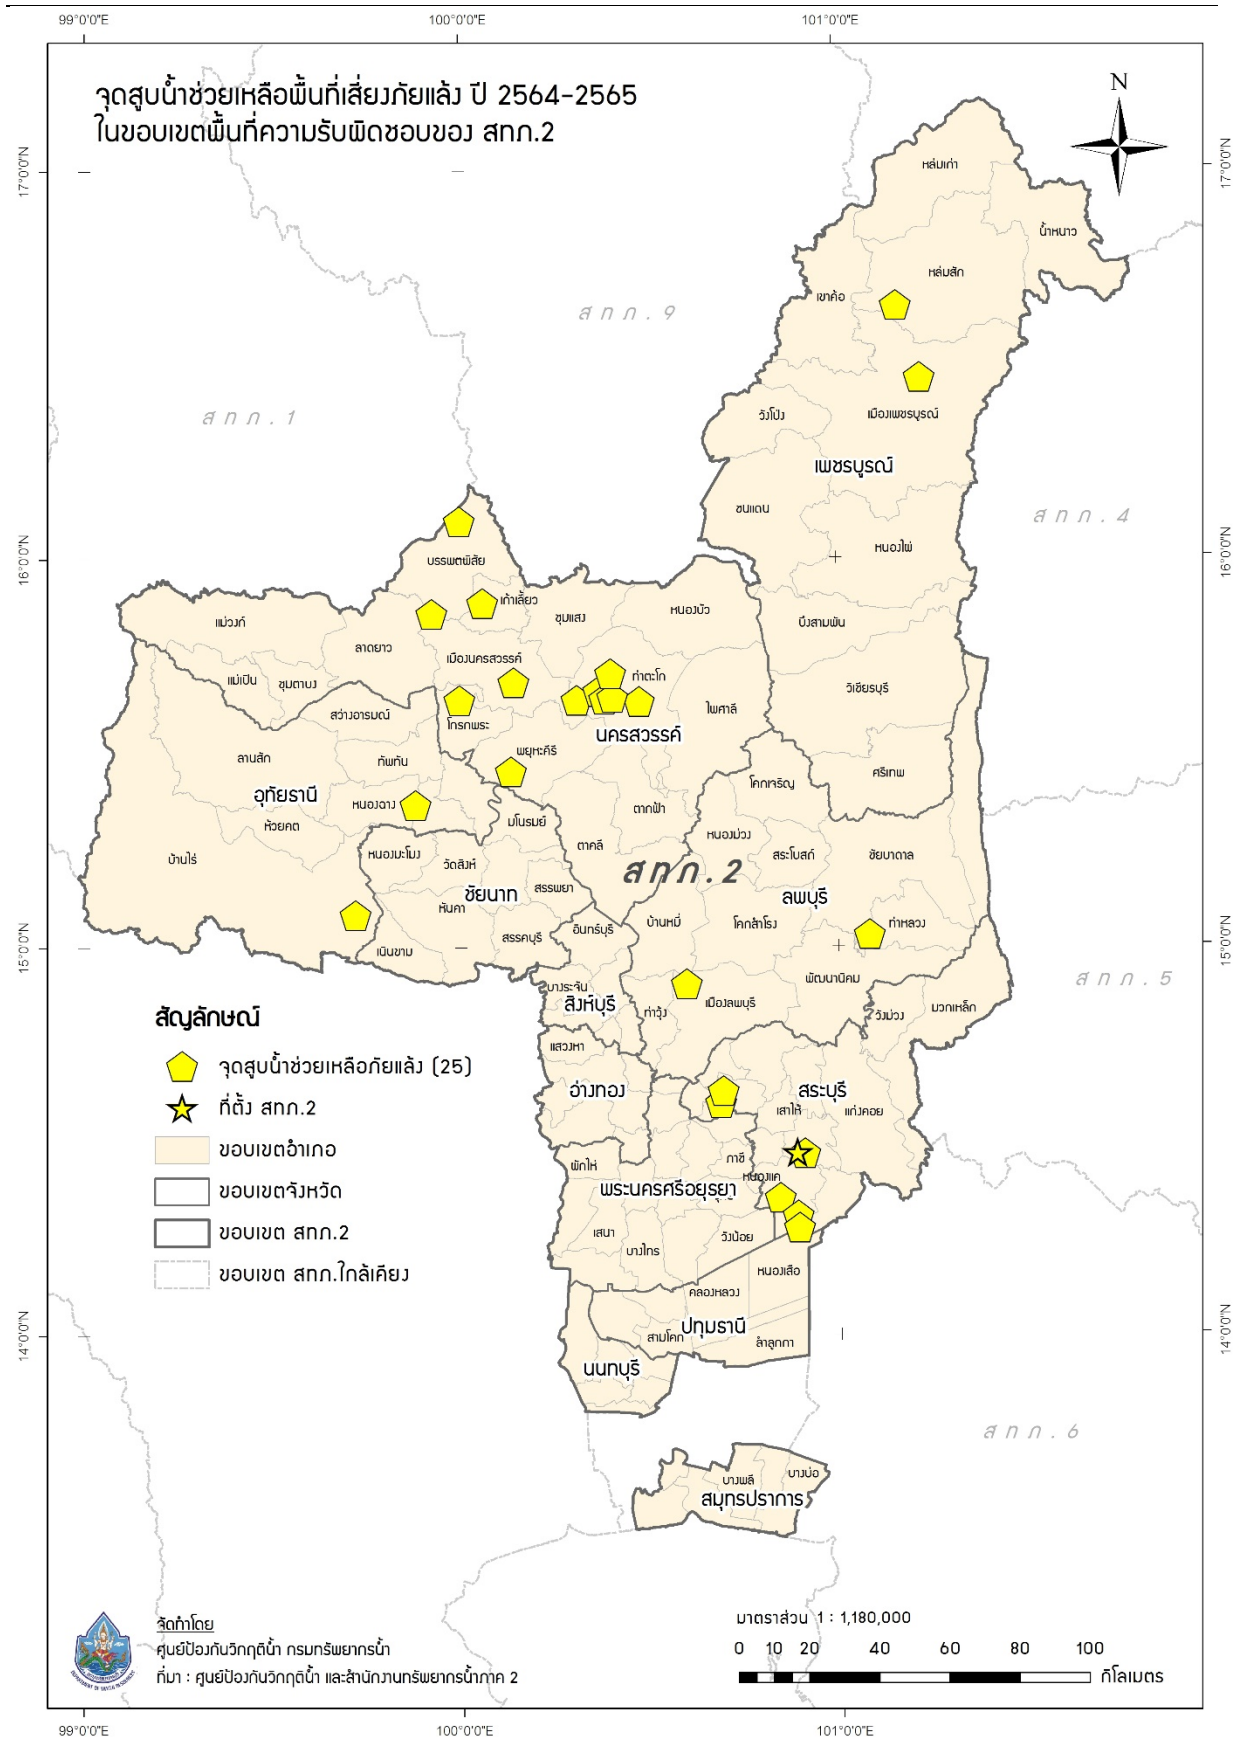 99°0'0"E 100°0'0"E 101°0'0"E
จุดสูบน้ำช่วยเหลือพื้นที่เสี่ยงภัยแล้ง ปี 2564-2565
ในขอบเขตพื้นที่ความรับผิดชอบของ สทภ.2
N
17°0'0"N 17°0'0"N
หล่มเก่า
น้ำหนาว
หล่มสัก
เขาค้อ
สทภ.9
สทภ.1
วังโป่ง
เมืองเพชรบูรณ์
เพชรบูรณ์
ชนแดน
สทภ.4
หนองไผ่
16°0'0"N 16°0'0"N
บรรพตพิสัย
เก้าเลี้ยว
ชุมแสง
หนองบัว
แม่วงก์
บึงสามพัน
ลาดยาว
เมืองนครสวรรค์
ท่าตะโก
แม่เปิน
ชุมตาบง
วิเชียรบุรี
สว่างอารมณ์
โกรกพระ
ไพศาลี
นครสวรรค์
ลานสัก
ทัพทัน
พยุหะคีรี
ศรีเทพ
โคกเจริญ
อุทัยธานี
หนองฉาง
ตากฟ้า
ห้วยคต
มโนรมย์
หนองม่วง
บ้านไร่
หนองมะโมง
วัดสิงห์
ตาคลี
สระโบสถ์
ชัยบาดาล
สทภ.2
ชัยนาท
สรรพยา
ลพบุรี
หันคา
บ้านหมี่
โคกสำโรง
ท่าหลวง
อินทร์บุรี
สรรคบุรี
เนินขาม
15°0'0"N 15°0'0"N
พัฒนานิคม
สทภ.5
บางระจัน
สิงห์บุรี
ท่าวุ้ง
เมืองลพบุรี
วังม่วง
มวกเหล็ก
แสวงหา
อ่างทอง
สระบุรี
เสาไห้
แก่งคอย
ภาชี
ผักไห่
หนองแค
พระนครศรีอยุธยา
เสนา
บางไทร
วังน้อย
หนองเสือ
คลองหลวง
ปทุมธานี
สามโคก
ลำลูกกา
14°0'0"N 14°0'0"N
นนทบุรี
สทภ.6
บางพลี
บางบ่อ
สมุทรปราการ
สัญลักษณ์
จุดสูบน้ำช่วยเหลือภัยแล้ง (25)
ที่ตั้ง สทภ.2
ขอบเขตอำเภอ
ขอบเขตจังหวัด
ขอบเขต สทภ.2
ขอบเขต สทภ.ใกล้เคียง
จัดทำโดย
ศูนย์ป้องกันวิกฤติน้ำ กรมทรัพยากรน้ำ
ที่มา : ศูนย์ป้องกันวิกฤติน้ำ และสำนักงานทรัพยากรน้ำภาค 2
มาตราส่วน 1 : 1,180,000
0 10 20 40 60 80 100
กิโลเมตร
99°0'0"E 100°0'0"E 101°0'0"E